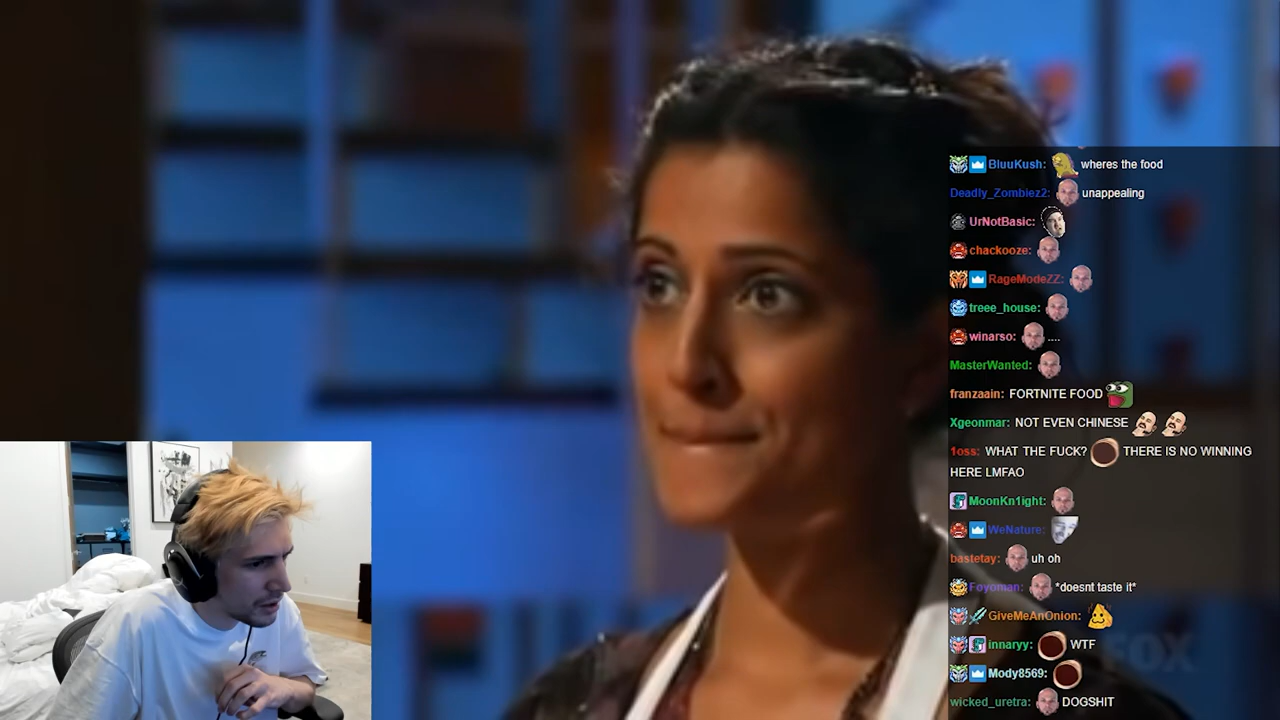 BluuKush: wheres the food
Deadly_Zombiez2: unappealing
UrNotBasic:
chackooze:
RageModeZZ:
treee_house:
winarso: ....
MasterWanted:
franzaain: FORTNITE FOOD
Xgeonmar: NOT EVEN CHINESE
1oss: WHAT THE FUCK? THERE IS NO WINNING
HERE LMFAO
MoonKn1ight:
WeNature:
bastetay: uh oh
Foyoman: *doesnt taste it*
GiveMeAnOnion:
innaryy: WTF
FOX
Mody8569:
wicked_uretra: DOGSHIT